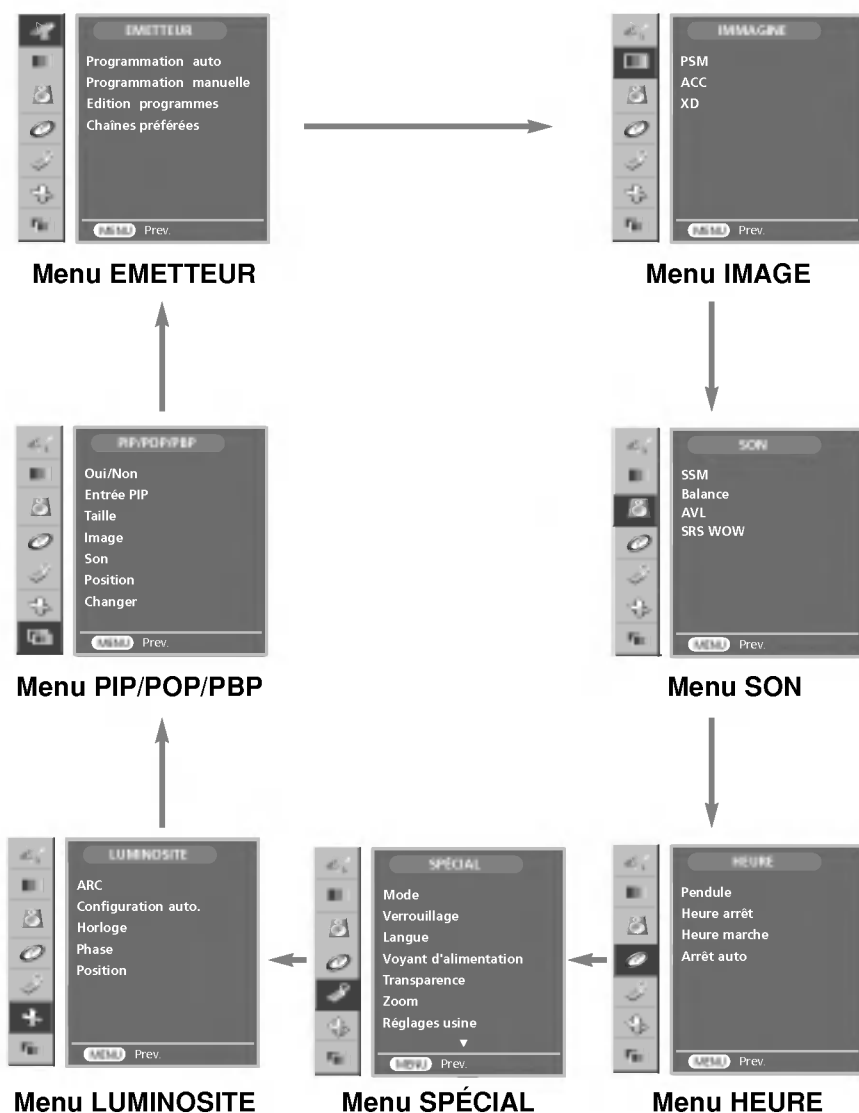 EMETTEUR
Programmation auto
Programmation manuelle
Edition programmes
Chaînes préférées
MENU Prev.
Menu EMETTEUR
IMMAGINE
PSM
ACC
XD
MENU Prev.
Menu IMAGE
PIP/POP/PBP
Oui/Non
Entrée PIP
Taille
Image
Son
Position
Changer
MENU Prev.
Menu PIP/POP/PBP
SON
SSM
Balance
AVL
SRS WOW
MENU Prev.
Menu SON
LUMINOSITE
ARC
Configuration auto.
Horloge
Phase
Position
MENU Prev.
Menu LUMINOSITE
SPÉCIAL
Mode
Verrouillage
Langue
Voyant d'alimentation
Transparence
Zoom
Réglages usine
▼
MENU Prev.
Menu SPÉCIAL
HEURE
Pendule
Heure arrêt
Heure marche
Arrêt auto
MENU Prev.
Menu HEURE